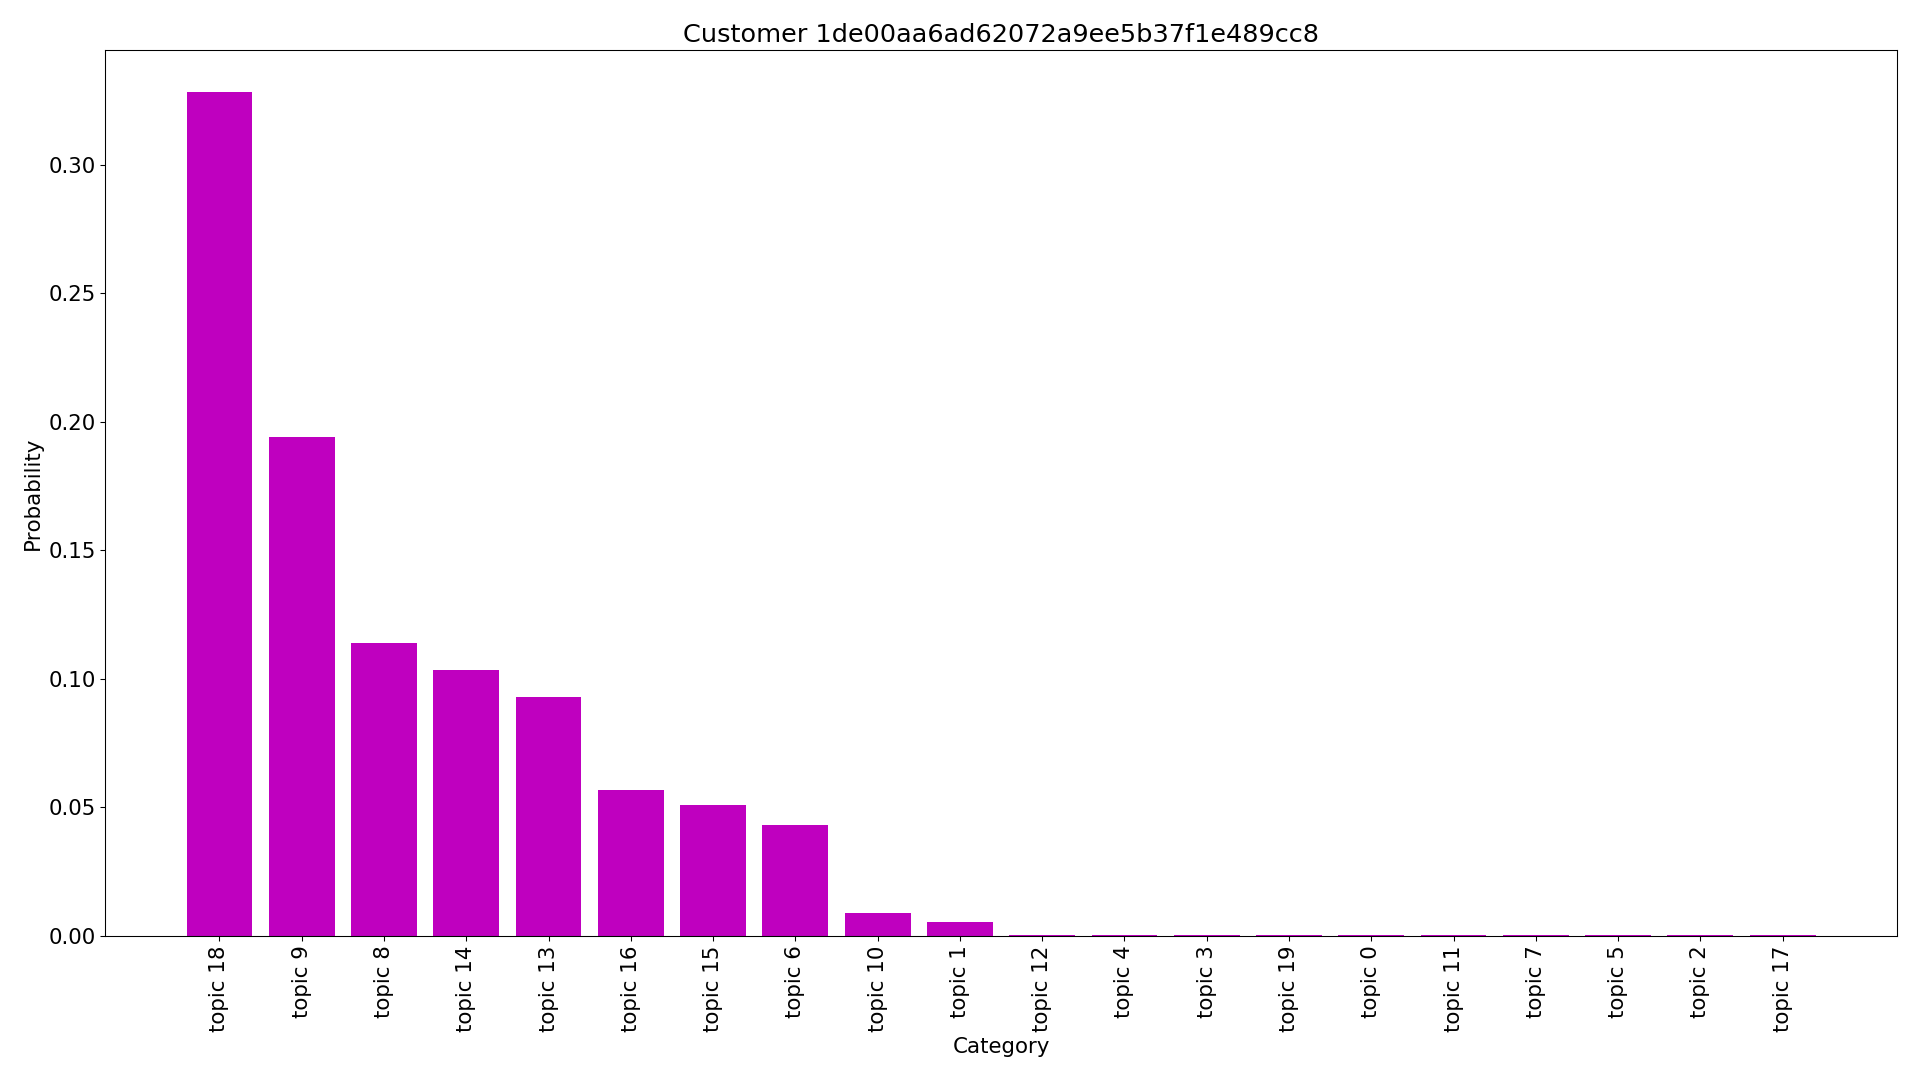 Customer 1de00aa6ad62072a9ee5b37f1e489cc8
Probability
0.30
0.25
0.20
0.15
0.10
0.05
0.00
topic 18
topic 9
topic 8
topic 14
topic 13
topic 16
topic 15
topic 6
topic 10
topic 1
topic 12
topic 4
topic 3
topic 19
topic 0
topic 11
topic 7
topic 5
topic 2
topic 17
Category